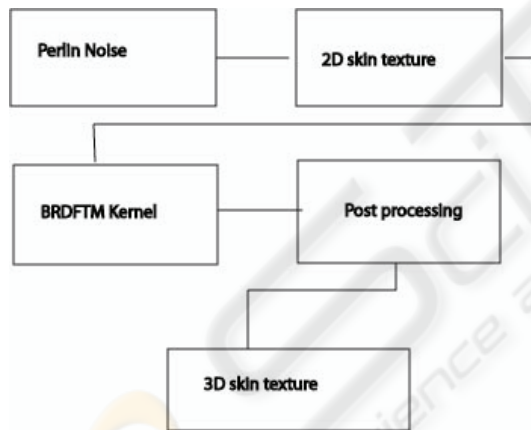 Perlin Noise
2D skin texture
BRDFTM Kernel
Post processing
3D skin texture